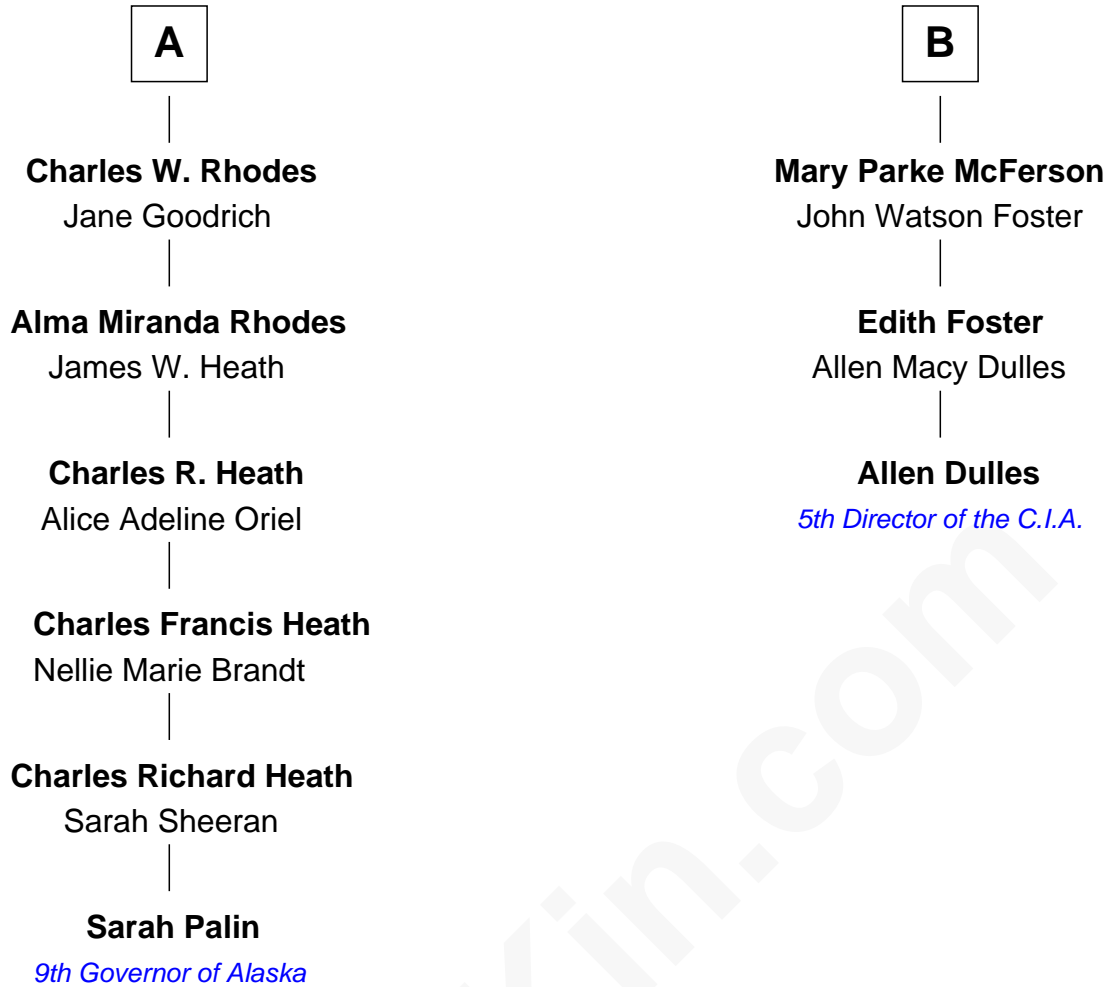 A
Charles W. Rhodes
Jane Goodrich
Alma Miranda Rhodes
James W. Heath
Charles R. Heath
Alice Adeline Oriel
Charles Francis Heath
Nellie Marie Brandt
Charles Richard Heath
Sarah Sheeran
Sarah Palin
9th Governor of Alaska
B
Mary Parke McFerson
John Watson Foster
Edith Foster
Allen Macy Dulles
Allen Dulles
5th Director of the C.I.A.
Kin.com